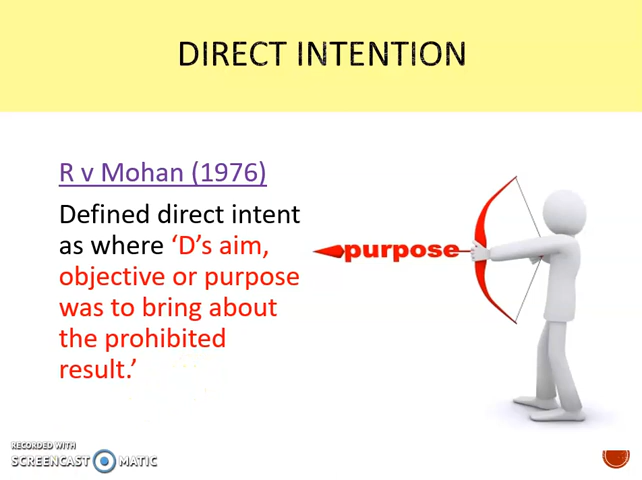 DIRECT INTENTION
R v Mohan (1976)
Defined direct intent
as where ‘D’s aim,
objective or purpose
was to bring about
the prohibited
result.’
purpose
RECORDED WITH
SCREENCAST MATIC